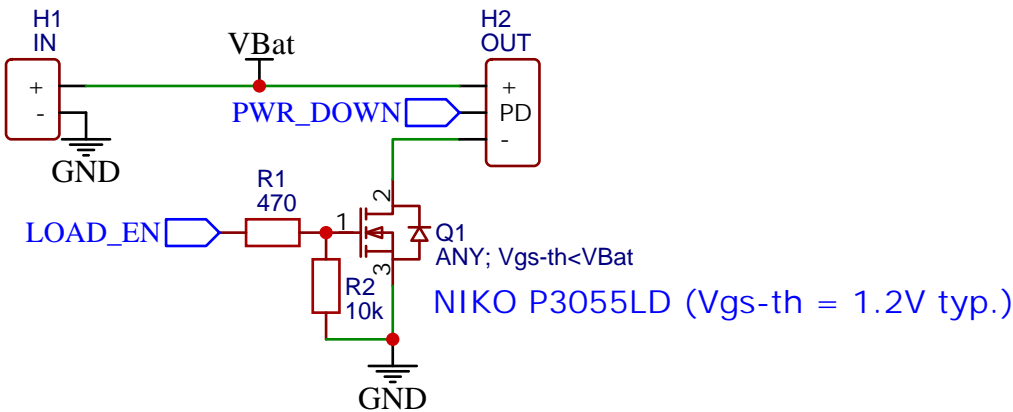 H1
IN
H2
OUT
VBat
+
+
PWR_DOWN
PD
-
-
GND
R1
470
2
LOAD_EN
1
Q1
ANY; Vgs-th<VBat
3
R2
10k
NIKO P3055LD (Vgs-th = 1.2V typ.)
GND